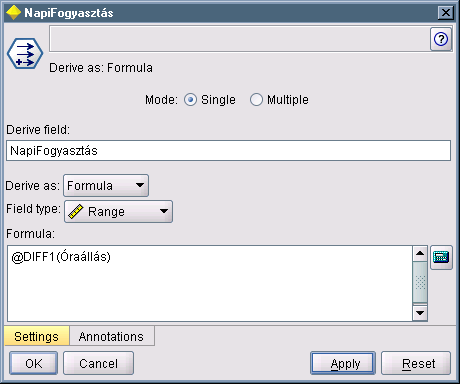 NapiFogyasztás
Derive as: Formula
Mode: Single Multiple
Derive field:
NapiFogyasztás
Derive as: Formula
Field type: Range
Formula:
@DIFF1(Óraállás)
Settings Annotations
OK Cancel Apply Reset